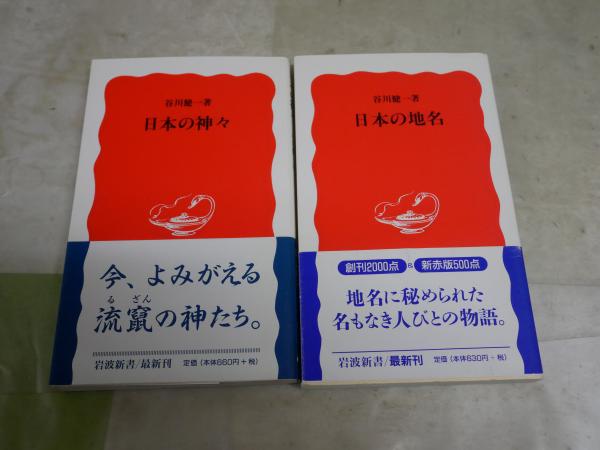 谷川健一著
日本の神々
今、よみがえる
る ざん
流竄の神たち。
岩波新書/最新刊 定価(本体660円+税)
谷川健一著
日本の地名
創刊2000点 & 新赤版500点
地名に秘められた
名もなき人びとの物語。
岩波新書/最新刊 定価(本体630円+税)